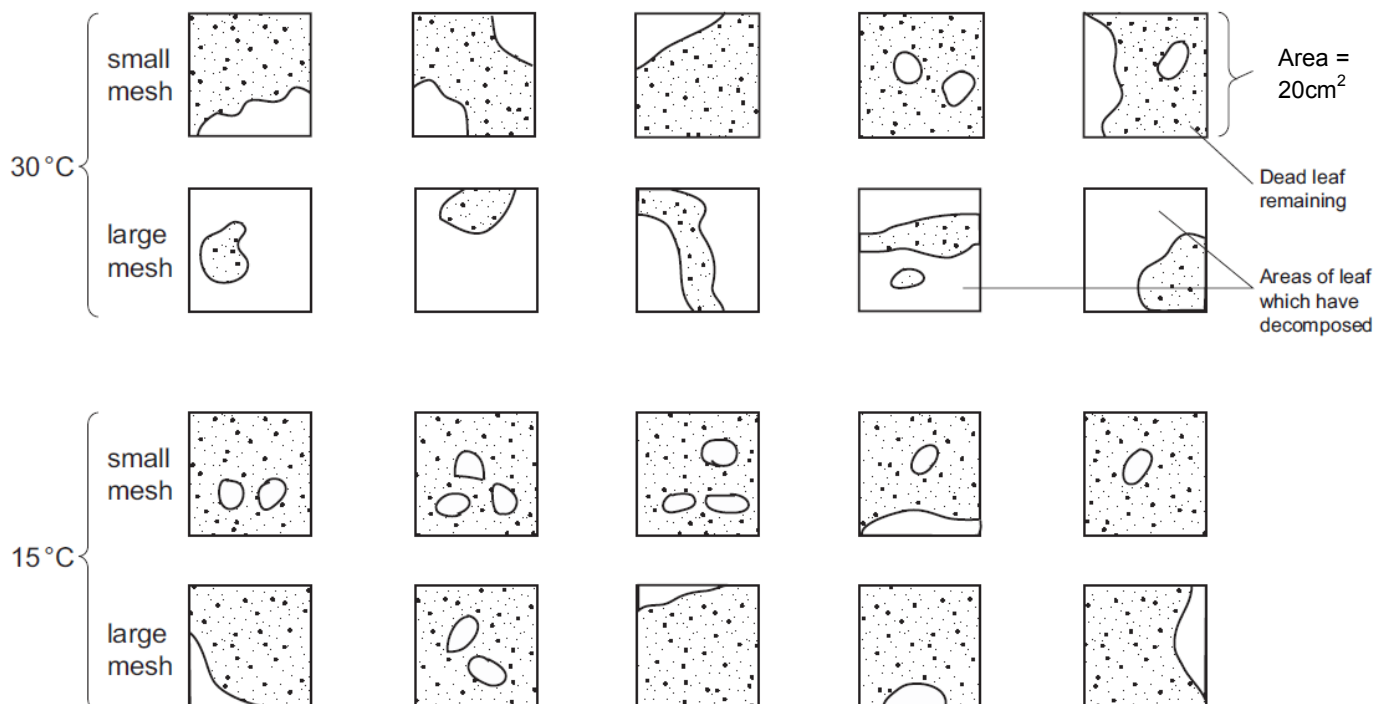 30 °C
small
mesh
Area =
20cm²
Dead leaf
remaining
large
mesh
Areas of leaf
which have
decomposed
15 °C
small
mesh
large
mesh